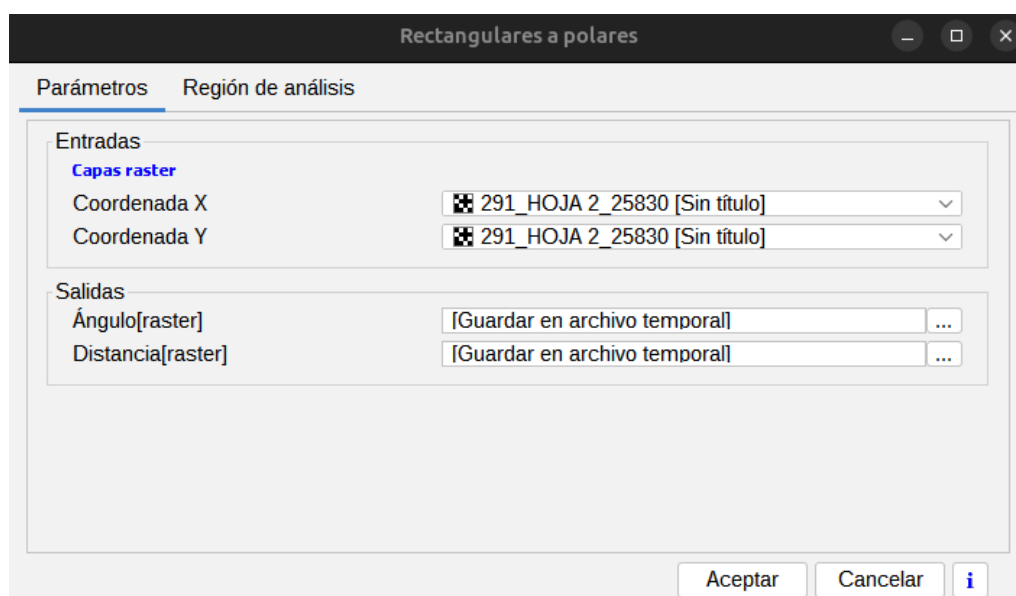 Rectangulares a polares
Parámetros Región de análisis
Entradas
Capas raster
Coordenada X 291_HOJA 2_25830 [Sin título]
Coordenada Y 291_HOJA 2_25830 [Sin título]
Salidas
Ángulo[raster] [Guardar en archivo temporal] ...
Distancia[raster] [Guardar en archivo temporal] ...
Aceptar Cancelar i